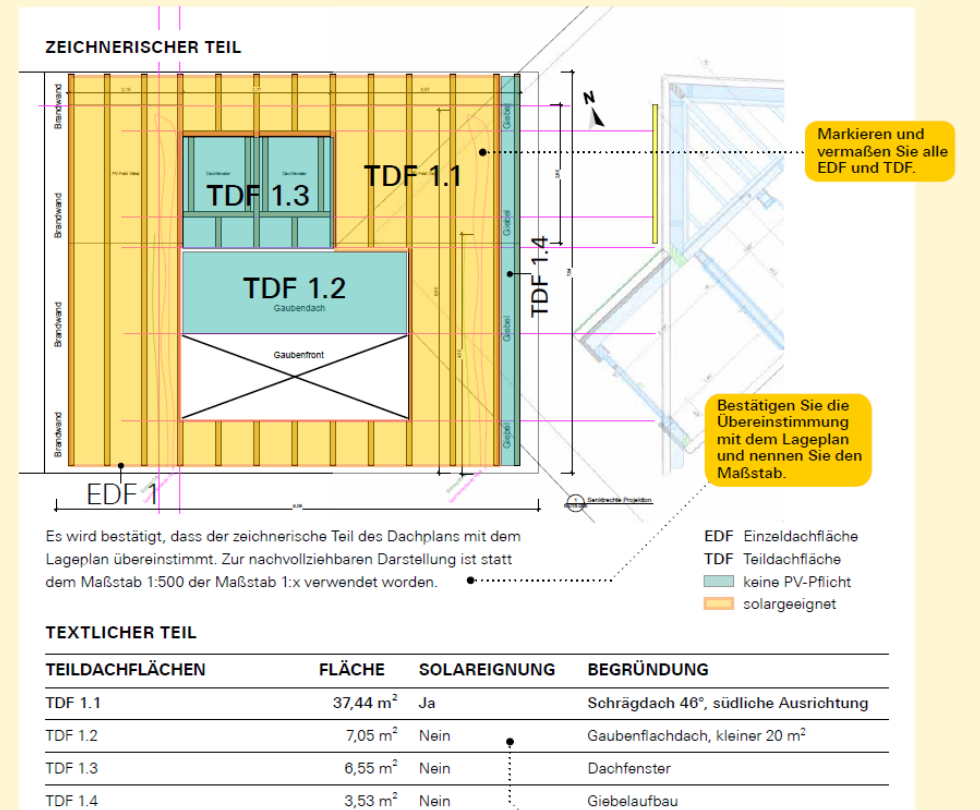 ZEICHNERISCHER TEIL
Brandwand
Brandwand
Brandwand
Brandwand
Giebel
Giebel
Giebel
Giebel
N
PV-Feld West
Dachfenster
Dachfenster
TDF 1.3
TDF 1.1
TDF 1.4
TDF 1.2
Gaubendach
Gaubenfront
EDF 1
1
Senkrechte Projektion
Markieren und
vermaßen Sie alle
EDF und TDF.
Bestätigen Sie die
Übereinstimmung
mit dem Lageplan
und nennen Sie den
Maßstab.
Es wird bestätigt, dass der zeichnerische Teil des Dachplans mit dem
Lageplan übereinstimmt. Zur nachvollziehbaren Darstellung ist statt
dem Maßstab 1:500 der Maßstab 1:x verwendet worden.
EDF Einzeldachfläche
TDF Teildachfläche
keine PV-Pflicht
solargeeignet
TEXTLICHER TEIL
TEILDACHFLÄCHEN FLÄCHE SOLAREIGNUNG BEGRÜNDUNG
TDF 1.1 37,44 m² Ja Schrägdach 46°, südliche Ausrichtung
TDF 1.2 7,05 m² Nein Gaubenflachdach, kleiner 20 m²
TDF 1.3 6,55 m² Nein Dachfenster
TDF 1.4 3,53 m² Nein Giebelaufbau